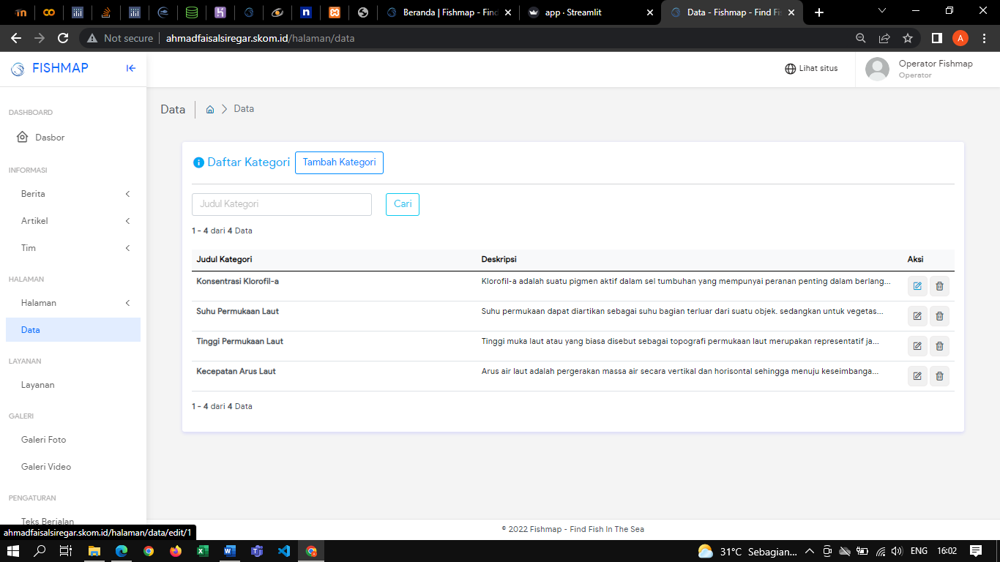 Beranda | Fishmap - Find
app · Streamlit
Data - Fishmap - Find
Not secure
ahmadfaisalsiregar.skom.id/halaman/data
A
FISHMAP
Lihat situs
Operator Fishmap
Operator
Data
Data
DASHBOARD
Dasbor
INFORMASI
Berita
Artikel
Tim
HALAMAN
Halaman
Data
LAYANAN
Layanan
GALERI
Galeri Foto
Galeri Video
PENGATURAN
Teks Berjalan
Daftar Kategori
Tambah Kategori
Judul Kategori
Cari
1 - 4 dari 4 Data
Judul Kategori Deskripsi Aksi
Konsentrasi Klorofil-a Klorofil-a adalah suatu pigmen aktif dalam sel tumbuhan yang mempunyai peranan penting dalam berlang...
Suhu Permukaan Laut Suhu permukaan dapat diartikan sebagai suhu bagian terluar dari suatu objek. sedangkan untuk vegetas...
Tinggi Permukaan Laut Tinggi muka laut atau yang biasa disebut sebagai topografi permukaan laut merupakan representatif ja...
Kecepatan Arus Laut Arus air laut adalah pergerakan massa air secara vertikal dan horisontal sehingga menuju keseimbanga...
1 - 4 dari 4 Data
© 2022 Fishmap - Find Fish In The Sea
ahmadfaisalsiregar.skom.id/halaman/data/edit/1
31°C Sebagian... ENG 16:02